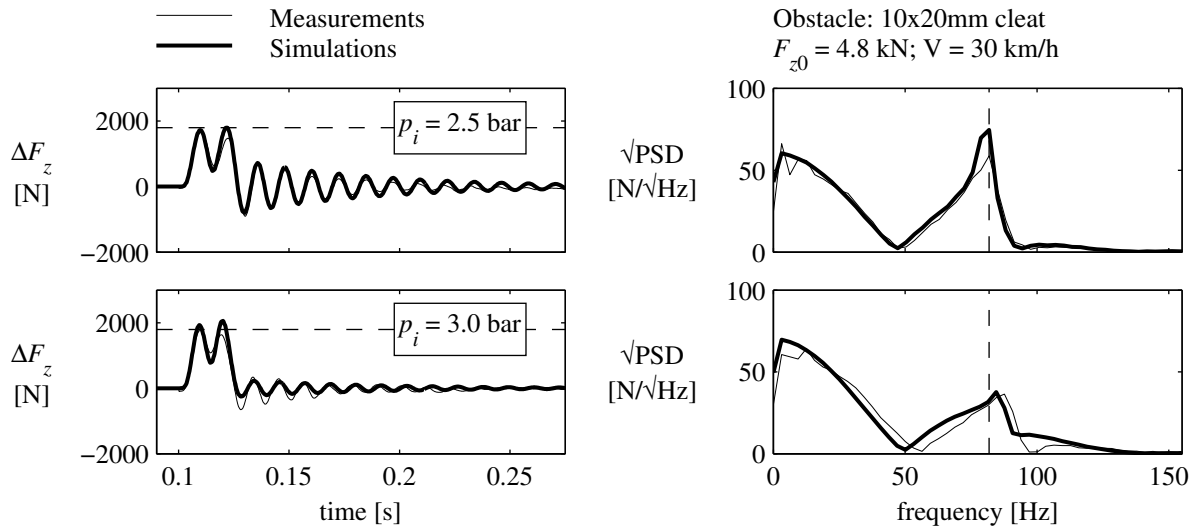 Measurements
Simulations
Obstacle: 10x20mm cleat
F_z0 = 4.8 kN; V = 30 km/h
2000
0
−2000
ΔF_z
[N]
p_i = 2.5 bar
100
50
0
√PSD
[N/√Hz]
2000
0
−2000
ΔF_z
[N]
p_i = 3.0 bar
0.1
0.15
0.2
0.25
time [s]
100
50
0
√PSD
[N/√Hz]
0
50
100
150
frequency [Hz]